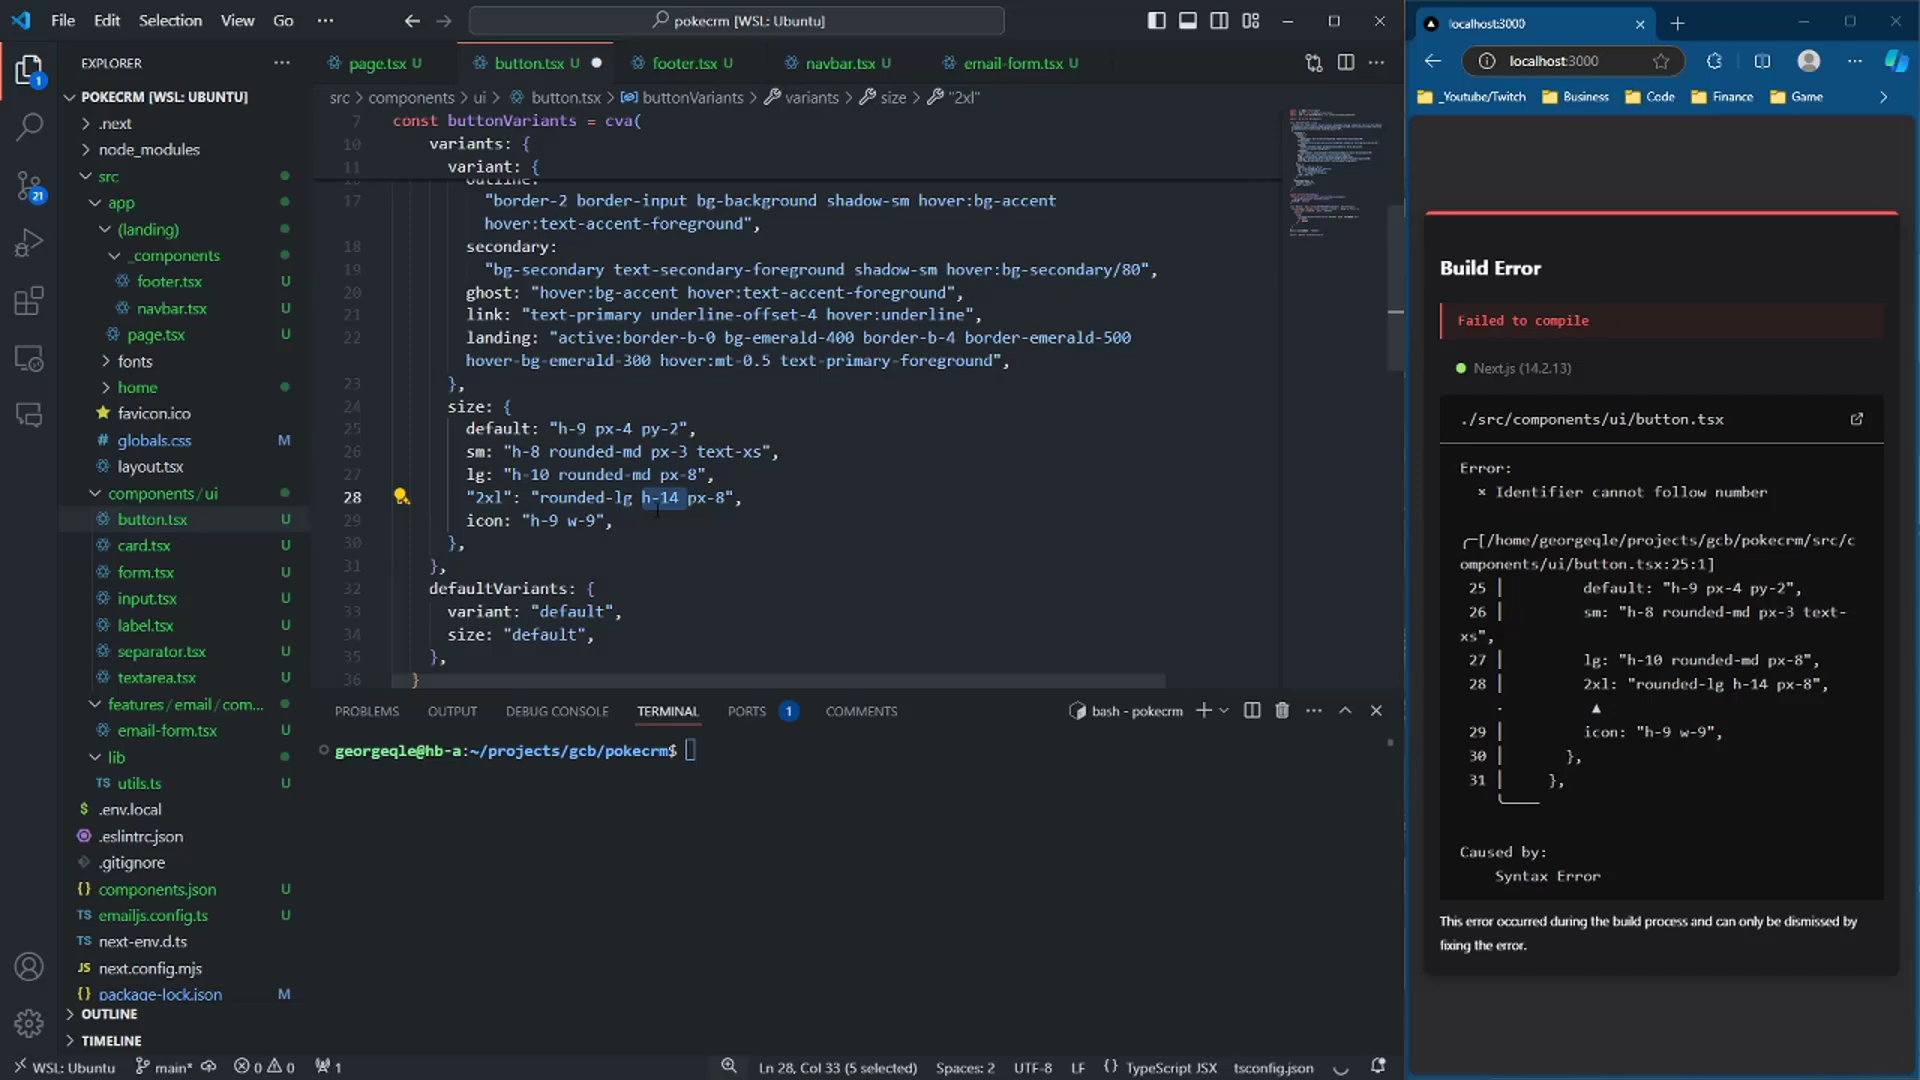 File Edit Selection View Go ···
pokecrm [WSL: Ubuntu]
EXPLORER
POKECRM [WSL: UBUNTU]
.next
node_modules
src
app
(landing)
_components
footer.tsx U
navbar.tsx U
page.tsx U
fonts
home
favicon.ico
globals.css M
layout.tsx
components/ui
button.tsx U
card.tsx U
form.tsx U
input.tsx U
label.tsx U
separator.tsx U
textarea.tsx U
features/email/com...
email-form.tsx U
lib
TS utils.ts U
.env.local
.eslintrc.json
.gitignore
components.json U
TS emailjs.config.ts U
TS next-env.d.ts
JS next.config.mjs
package-lock.json M
OUTLINE
TIMELINE
1
21
page.tsx U button.tsx U footer.tsx U navbar.tsx U email-form.tsx U
src > components > ui > button.tsx > buttonVariants > variants > size > "2xl"
7 const buttonVariants = cva(
10 variants: {
11 variant: {
outline:
17 "border-2 border-input bg-background shadow-sm hover:bg-accent
hover:text-accent-foreground",
18 secondary:
19 "bg-secondary text-secondary-foreground shadow-sm hover:bg-secondary/80",
20 ghost: "hover:bg-accent hover:text-accent-foreground",
21 link: "text-primary underline-offset-4 hover:underline",
22 landing: "active:border-b-0 bg-emerald-400 border-b-4 border-emerald-500
hover-bg-emerald-300 hover:mt-0.5 text-primary-foreground",
23 },
24 size: {
25 default: "h-9 px-4 py-2",
26 sm: "h-8 rounded-md px-3 text-xs",
27 lg: "h-10 rounded-md px-8",
28 "2xl": "rounded-lg h-14 px-8",
29 icon: "h-9 w-9",
30 },
31 },
32 defaultVariants: {
33 variant: "default",
34 size: "default",
35 },
36 }
PROBLEMS OUTPUT DEBUG CONSOLE TERMINAL PORTS 1 COMMENTS
bash - pokecrm
georgeqle@hb-a:~/projects/gcb/pokecrm$
WSL: Ubuntu main* 0 0 1
Ln 28, Col 33 (5 selected) Spaces: 2 UTF-8 LF {} TypeScript JSX tsconfig.json
localhost:3000
localhost:3000
_Youtube/Twitch Business Code Finance Game
Build Error
Failed to compile
Next.js (14.2.13)
./src/components/ui/button.tsx
Error:
× Identifier cannot follow number
╭─[/home/georgeqle/projects/gcb/pokecrm/src/c
omponents/ui/button.tsx:25:1]
25 │ default: "h-9 px-4 py-2",
26 │ sm: "h-8 rounded-md px-3 text-
xs",
27 │ lg: "h-10 rounded-md px-8",
28 │ 2xl: "rounded-lg h-14 px-8",
· ▲
29 │ icon: "h-9 w-9",
30 │ },
31 │ },
╰────
Caused by:
Syntax Error
This error occurred during the build process and can only be dismissed by
fixing the error.